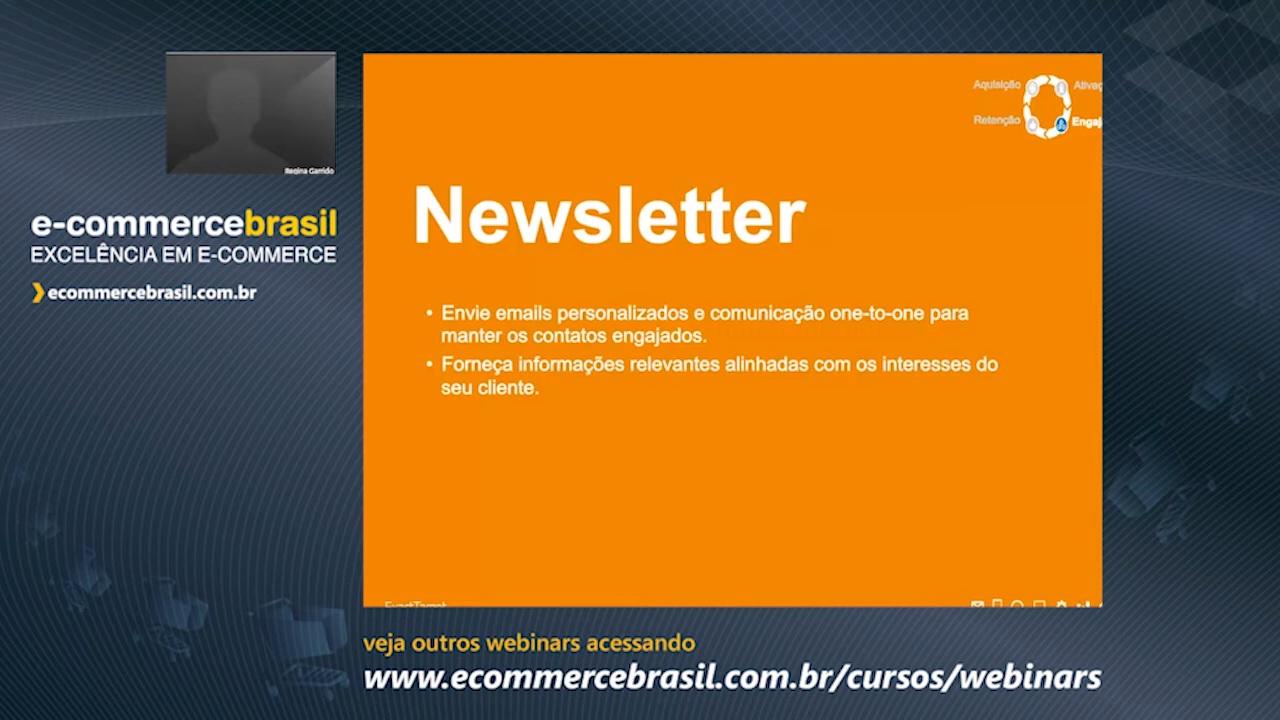 Regina Garrido
e-commercebrasil
EXCELÊNCIA EM E-COMMERCE
ecommercebrasil.com.br
Aquisição
Retenção
Newsletter
• Envie emails personalizados e comunicação one-to-one para
manter os contatos engajados.
• Forneça informações relevantes alinhadas com os interesses do
seu cliente.
veja outros webinars acessando
www.ecommercebrasil.com.br/cursos/webinars